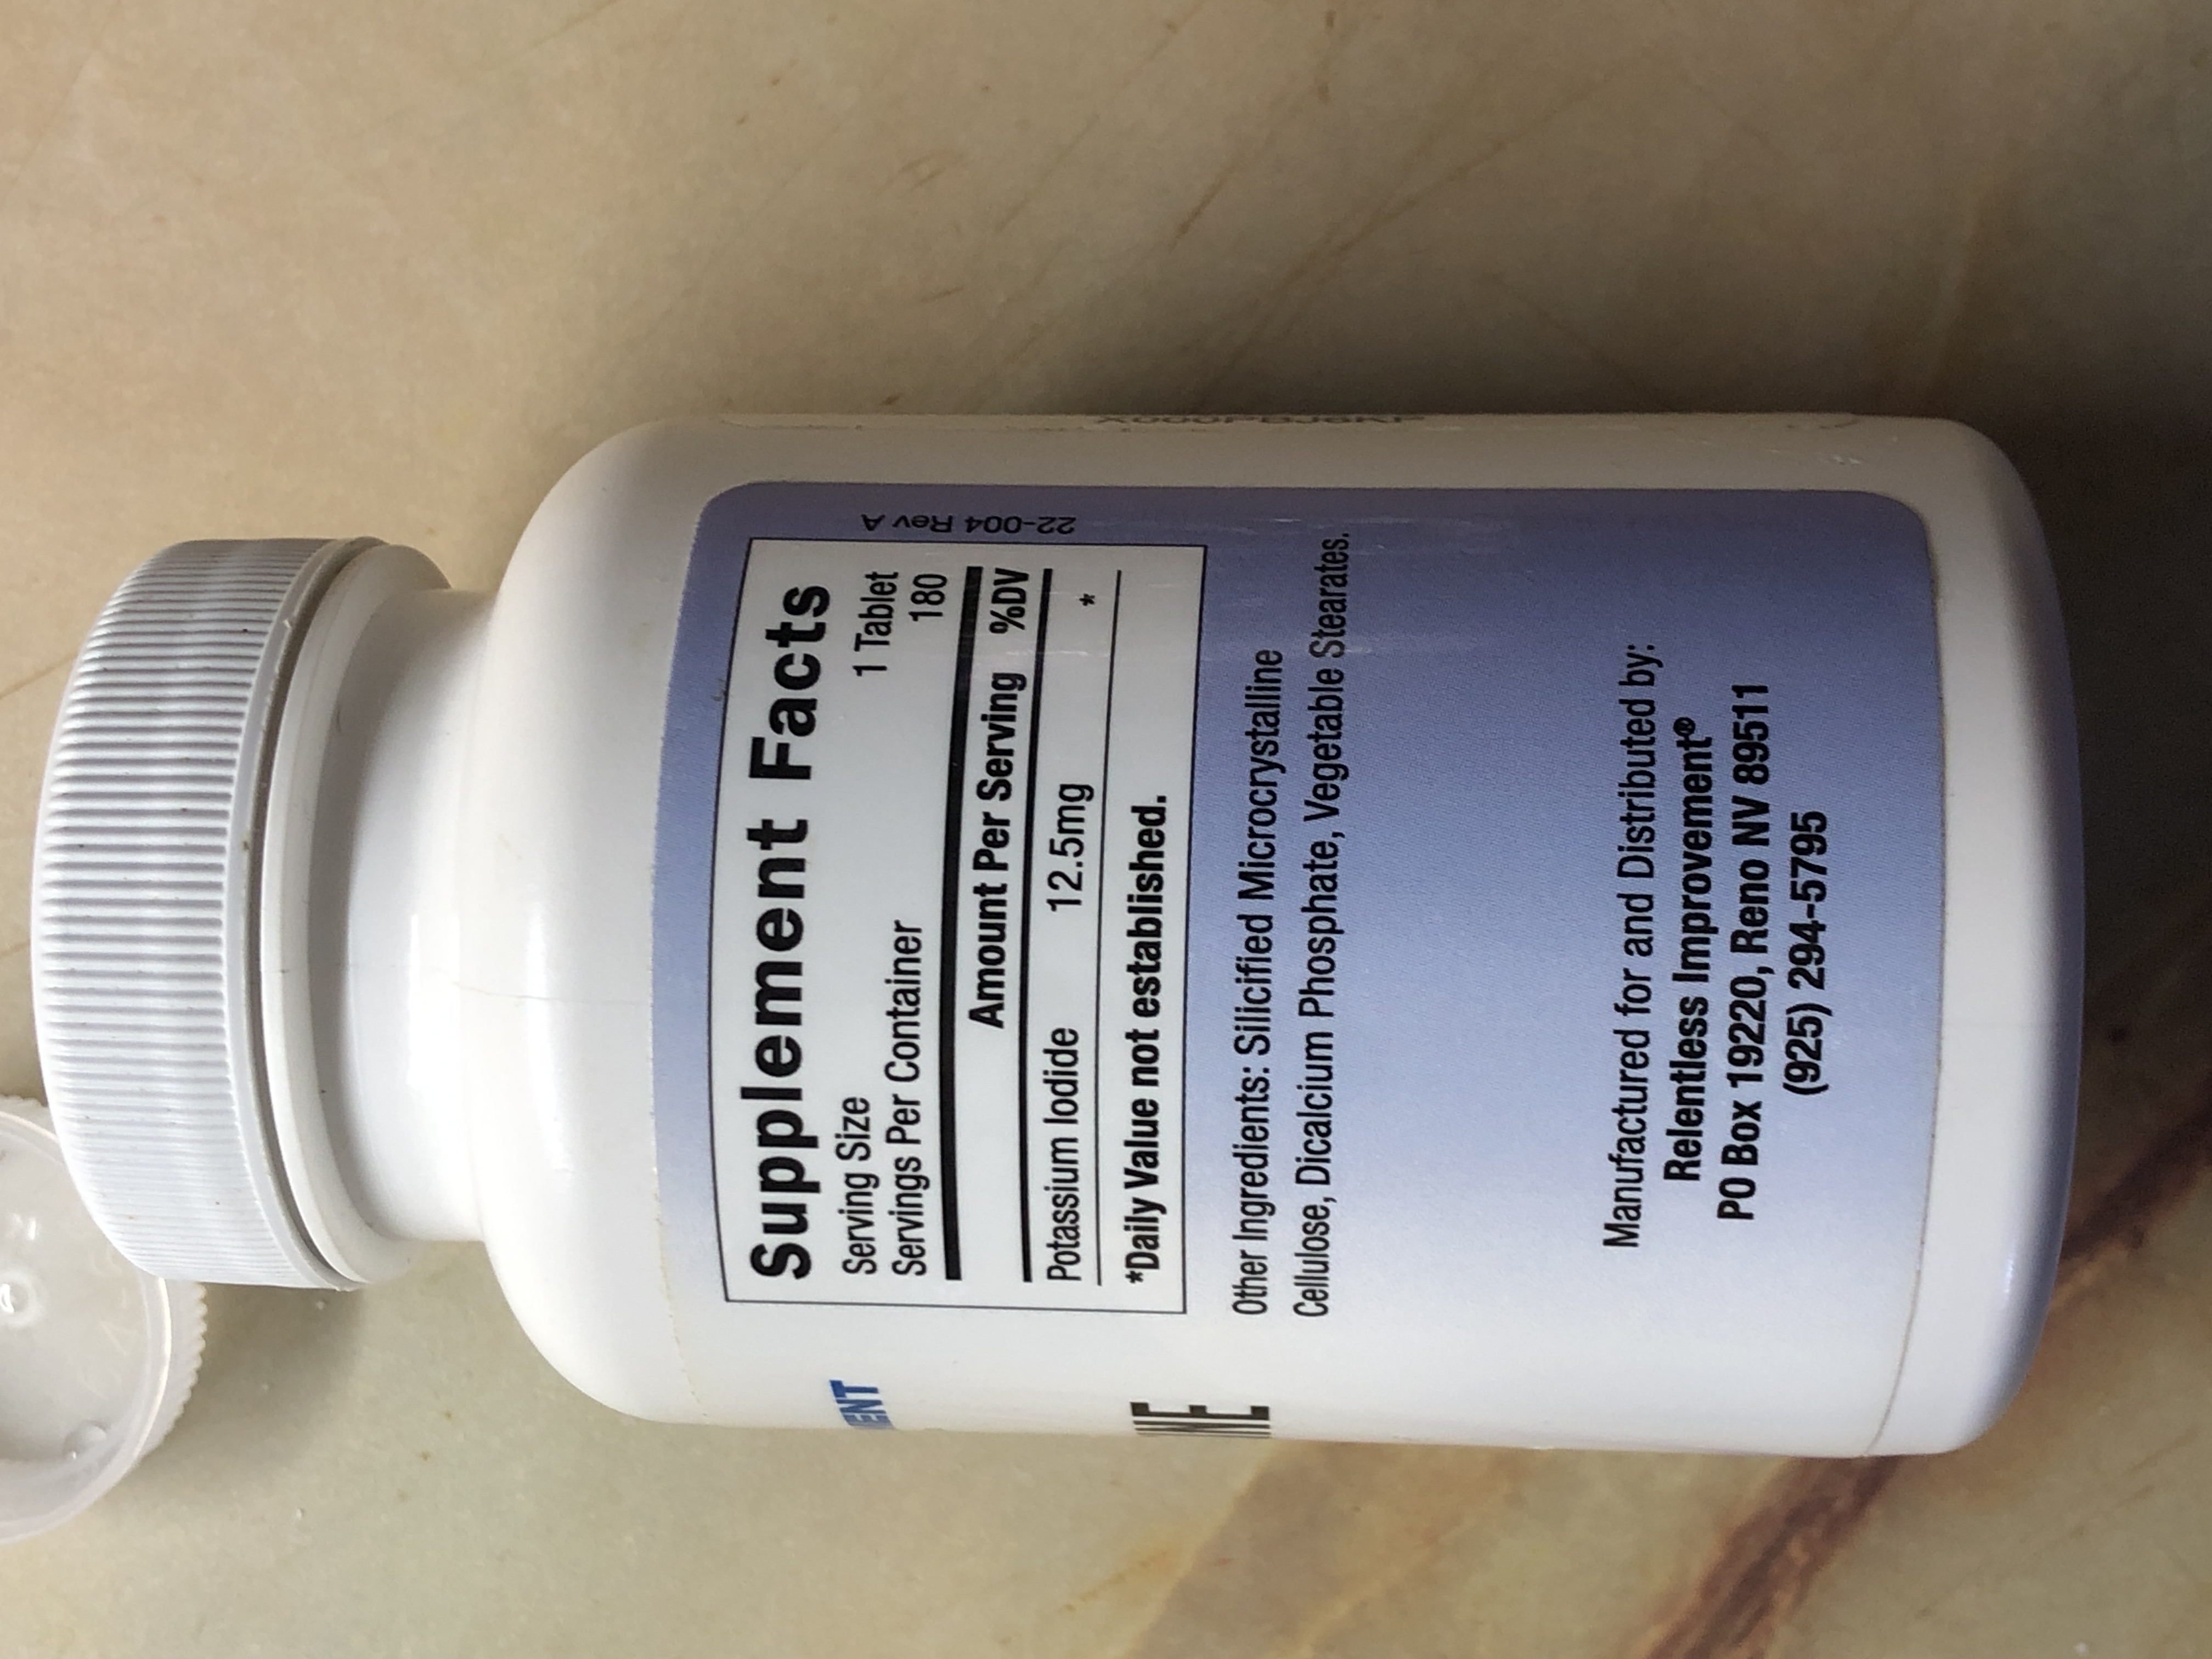 Supplement Facts
Serving Size 1 Tablet
Servings Per Container 180
Amount Per Serving %DV
Potassium Iodide 12.5mg *
*Daily Value not established.
22-004 Rev A
Other Ingredients: Silicified Microcrystalline
Cellulose, Dicalcium Phosphate, Vegetable Stearates.
Manufactured for and Distributed by:
Relentless Improvement®
PO Box 19220, Reno NV 89511
(925) 294-5795